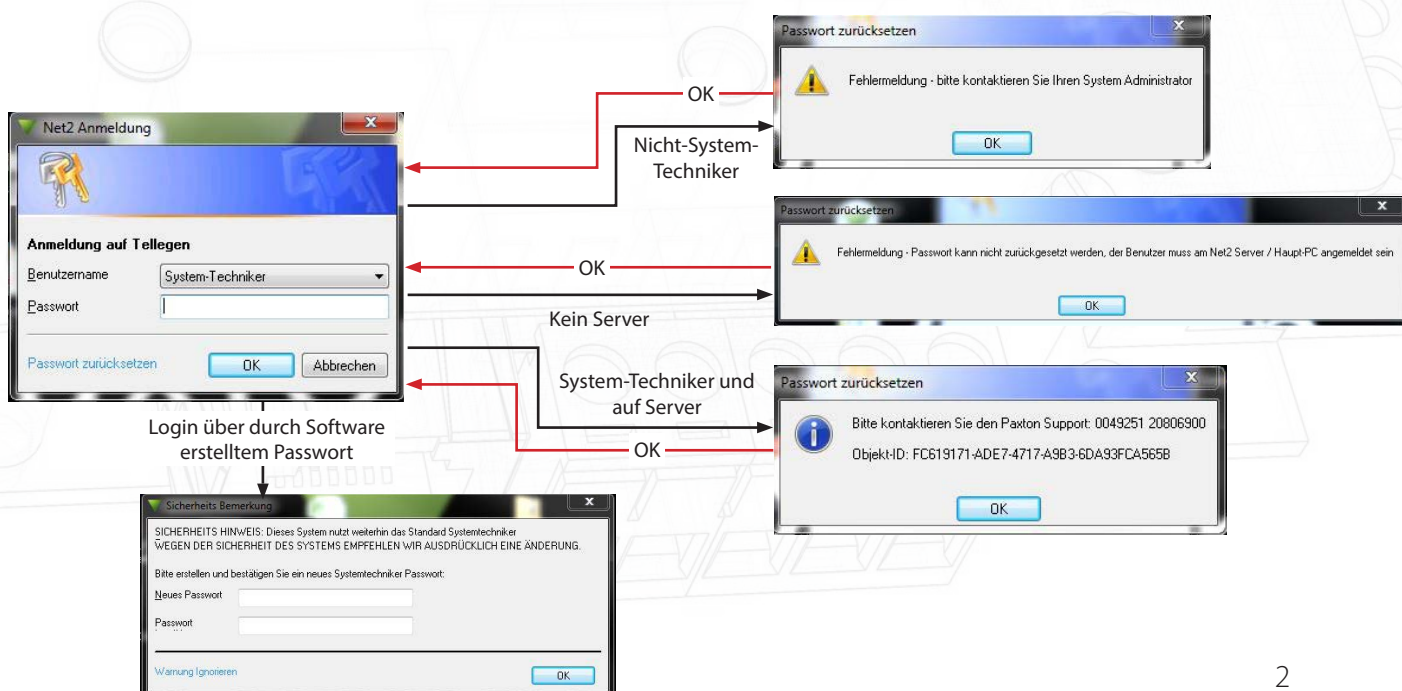 Net2 Anmeldung
Anmeldung auf Tellegen
Benutzername
System-Techniker
Passwort
Passwort zurücksetzen
OK
Abbrechen
OK
Nicht-System-
Techniker
Passwort zurücksetzen
Fehlermeldung - bitte kontaktieren Sie Ihren System Administrator
OK
OK
Kein Server
Passwort zurücksetzen
Fehlermeldung - Passwort kann nicht zurückgesetzt werden, der Benutzer muss am Net2 Server / Haupt-PC angemeldet sein
OK
System-Techniker und
auf Server
OK
Passwort zurücksetzen
Bitte kontaktieren Sie den Paxton Support: 0049251 20806900
Objekt-ID: FC619171-ADE7-4717-A9B3-6DA93FCA565B
OK
Login über durch Software
erstelltem Passwort
Sicherheits Bemerkung
SICHERHEITS HINWEIS: Dieses System nutzt weiterhin das Standard Systemtechniker
WEGEN DER SICHERHEIT DES SYSTEMS EMPFEHLEN WIR AUSDRÜCKLICH EINE ÄNDERUNG.
Bitte erstellen und bestätigen Sie ein neues Systemtechniker Passwort:
Neues Passwort
Passwort
Warnung Ignorieren
OK
2